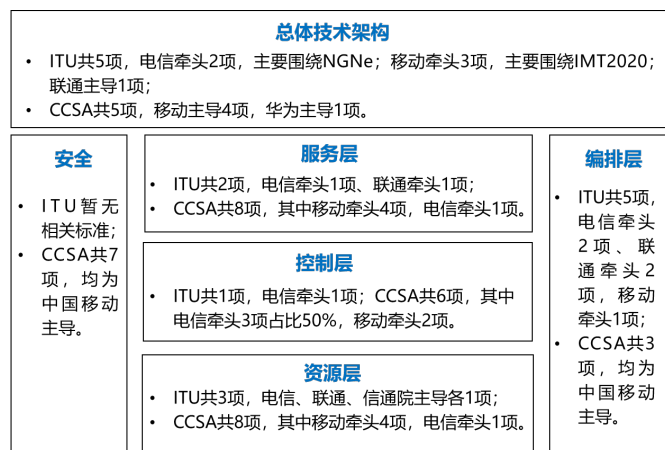 总体技术架构
• ITU共5项，电信牵头2项，主要围绕NGNe；移动牵头3项，主要围绕IMT2020；
联通主导1项；
• CCSA共5项，移动主导4项，华为主导1项。
安全
• ITU暂无
相关标准；
• CCSA共7
项，均为
中国移动
主导。
服务层
• ITU共2项，电信牵头1项、联通牵头1项；
• CCSA共8项，其中移动牵头4项，电信牵头1项。
控制层
• ITU共1项，电信牵头1项；CCSA共6项，其中
电信牵头3项占比50%，移动牵头2项。
资源层
• ITU共3项，电信、联通、信通院主导各1项；
• CCSA共8项，其中移动牵头4项，电信牵头1项。
编排层
• ITU共5项，
电信牵头
2项、联
通牵头2
项，移动
牵头1项；
• CCSA共3
项，均为
中国移动
主导。